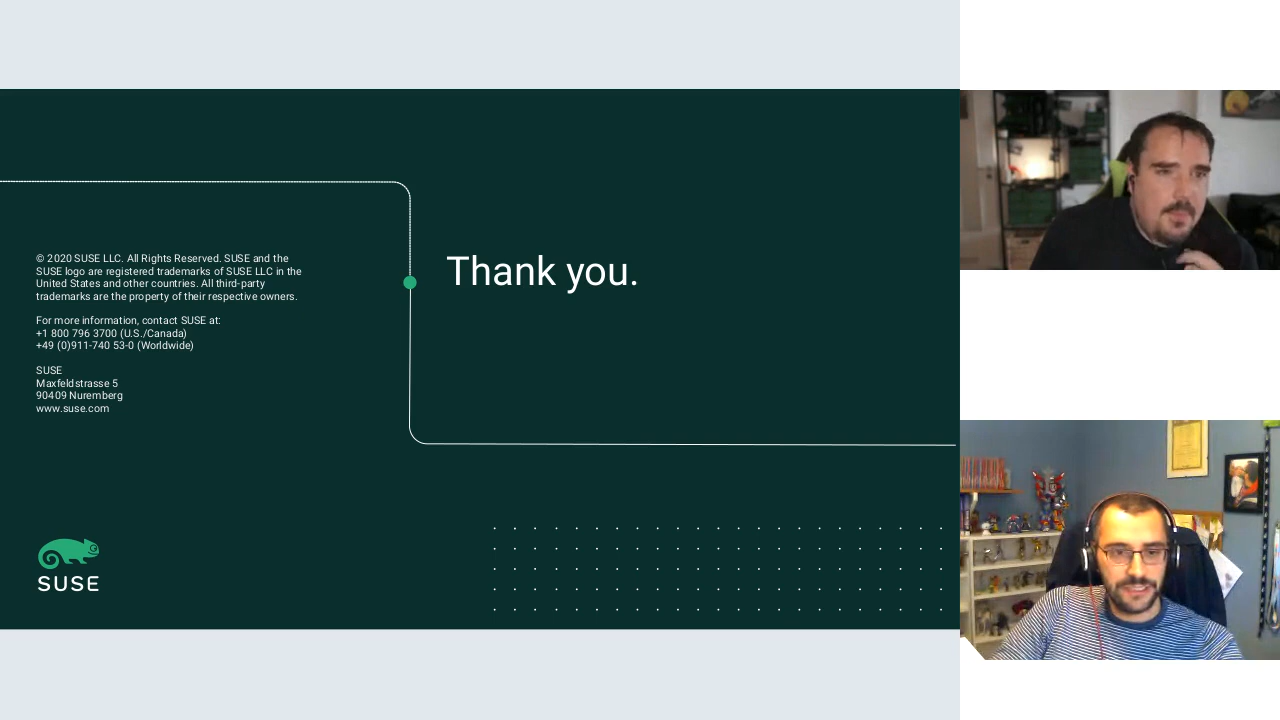 © 2020 SUSE LLC. All Rights Reserved. SUSE and the
SUSE logo are registered trademarks of SUSE LLC in the
United States and other countries. All third-party
trademarks are the property of their respective owners.
For more information, contact SUSE at:
+1 800 796 3700 (U.S./Canada)
+49 (0)911-740 53-0 (Worldwide)
SUSE
Maxfeldstrasse 5
90409 Nuremberg
www.suse.com
Thank you.
SUSE